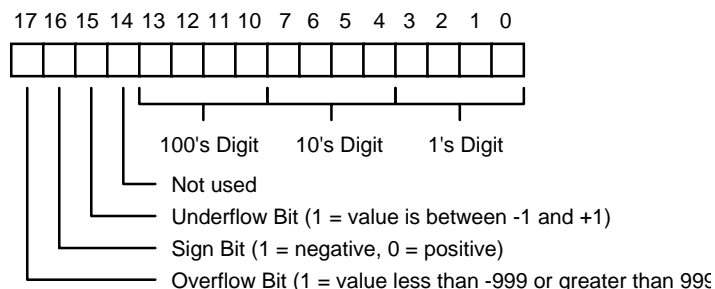 17 16 15 14 13 12 11 10 7 6 5 4 3 2 1 0
100's Digit 10's Digit 1's Digit
Not used
Underflow Bit (1 = value is between -1 and +1)
Sign Bit (1 = negative, 0 = positive)
Overflow Bit (1 = value less than -999 or greater than 999